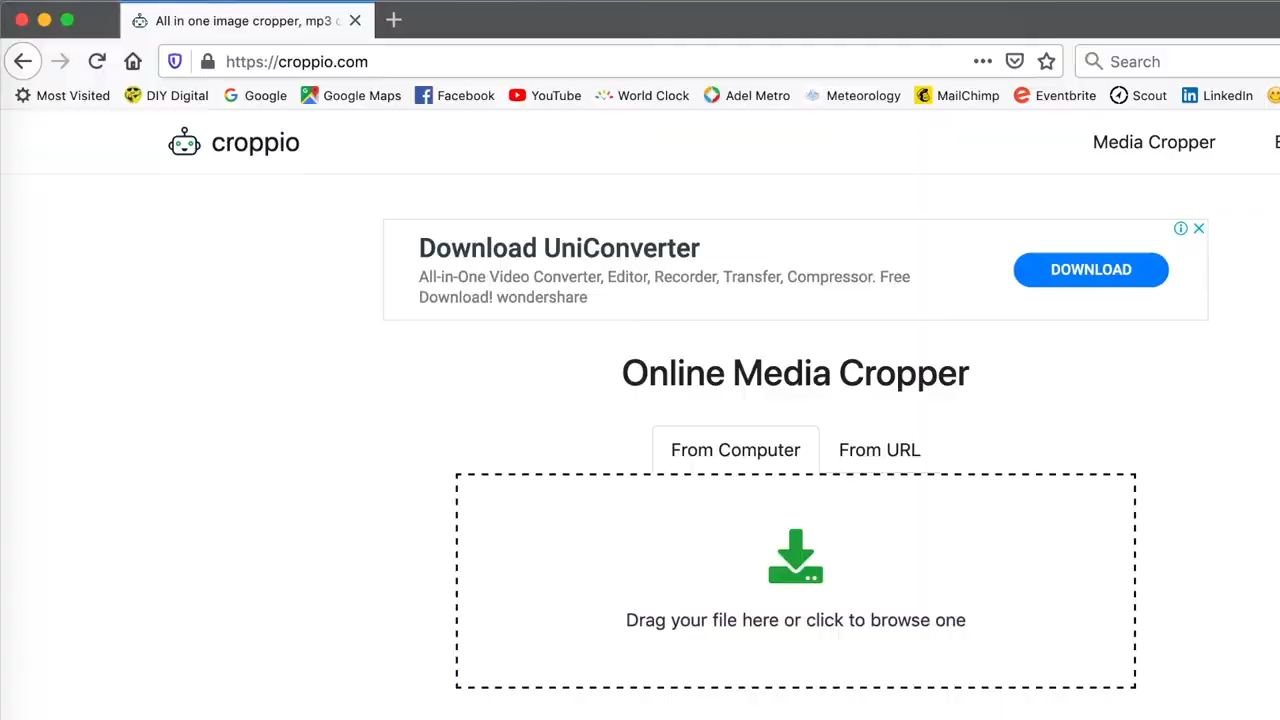 All in one image cropper, mp3 c
https://croppio.com
Search
Most Visited DIY Digital Google Google Maps Facebook YouTube World Clock Adel Metro Meteorology MailChimp Eventbrite Scout LinkedIn
croppio
Media Cropper
Download UniConverter
All-in-One Video Converter, Editor, Recorder, Transfer, Compressor. Free
Download! wondershare
DOWNLOAD
Online Media Cropper
From Computer From URL
Drag your file here or click to browse one